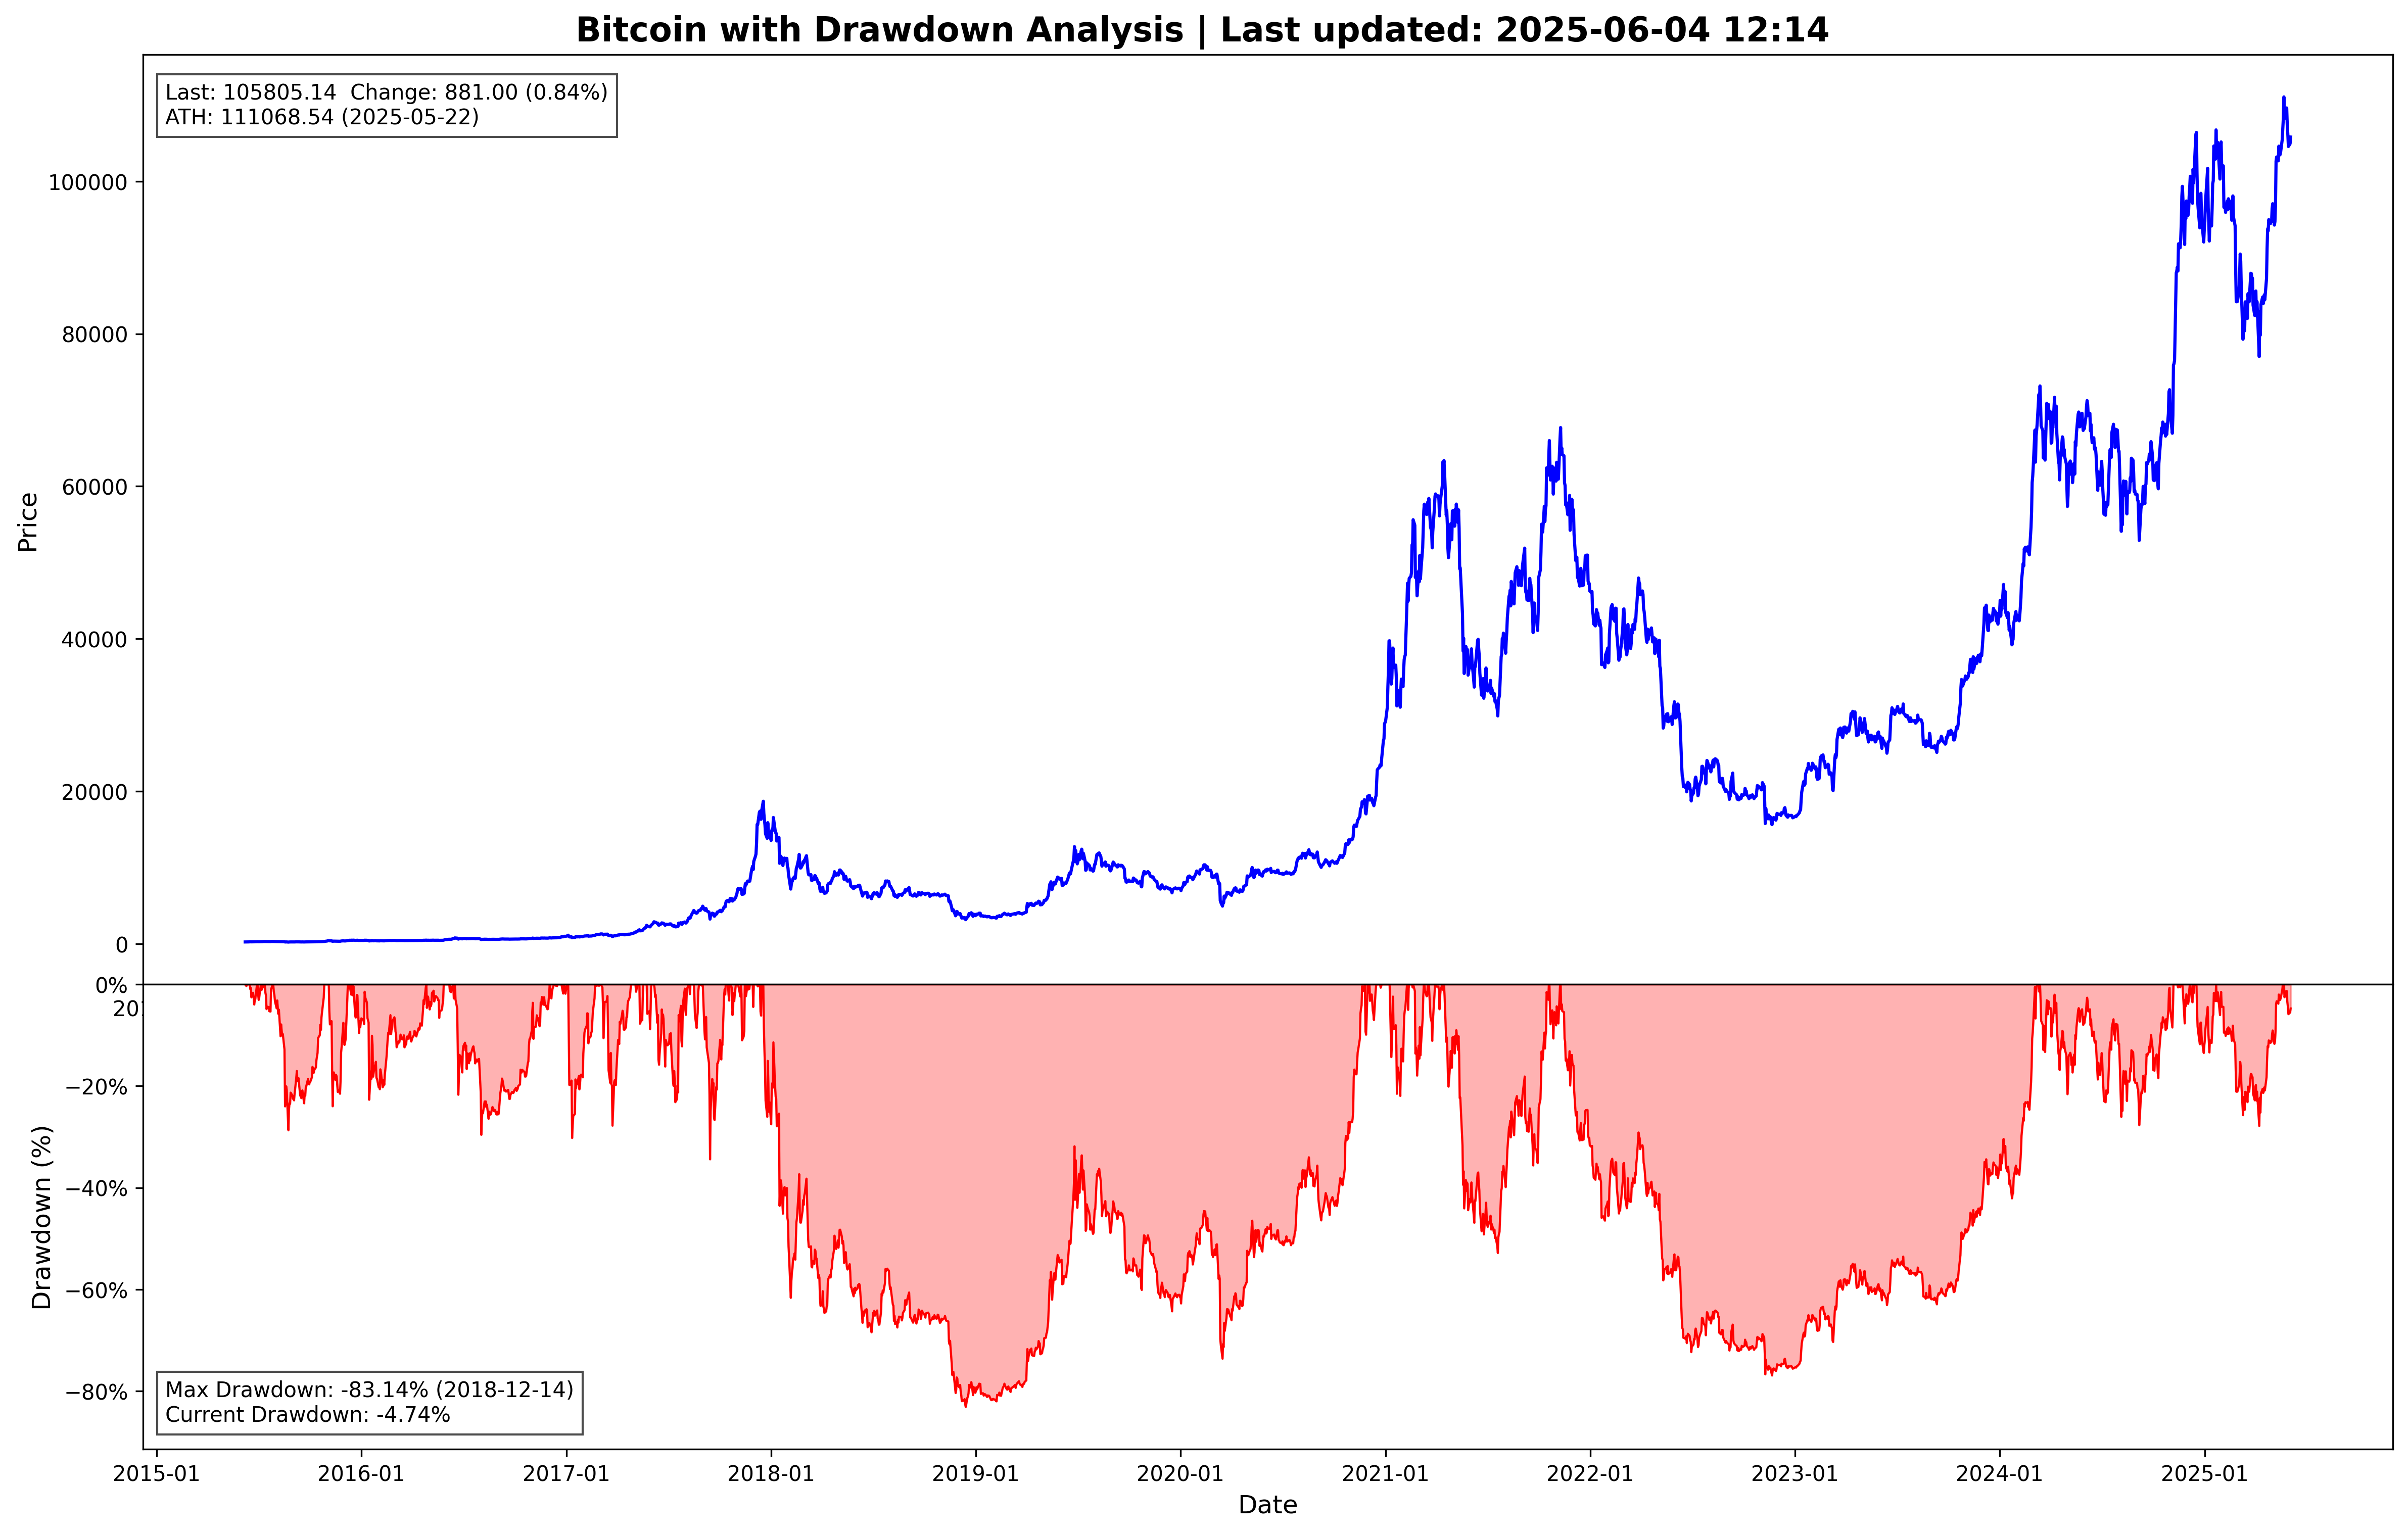 Bitcoin with Drawdown Analysis | Last updated: 2025-06-04 12:14
Last: 105805.14  Change: 881.00 (0.84%)
ATH: 111068.54 (2025-05-22)
Price
100000
80000
60000
40000
20000
0
0%
20
−20%
−40%
−60%
−80%
Drawdown (%)
Max Drawdown: -83.14% (2018-12-14)
Current Drawdown: -4.74%
2015-01 2016-01 2017-01 2018-01 2019-01 2020-01 2021-01 2022-01 2023-01 2024-01 2025-01
Date